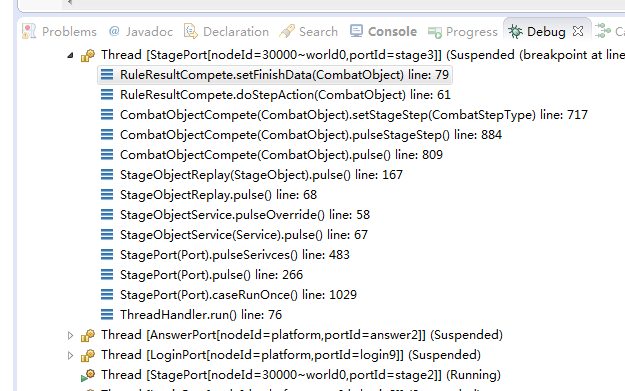 Problems @ Javadoc Declaration Search Console Progress Debug Ca
Thread [StagePort[nodeId=30000~world0,portId=stage3]] (Suspended (breakpoint at line
RuleResultCompete.setFinishData(CombatObject) line: 79
RuleResultCompete.doStepAction(CombatObject) line: 61
CombatObjectCompete(CombatObject).setStageStep(CombatStepType) line: 717
CombatObjectCompete(CombatObject).pulseStageStep() line: 884
CombatObjectCompete(CombatObject).pulse() line: 809
StageObjectReplay(StageObject).pulse() line: 167
StageObjectReplay.pulse() line: 68
StageObjectService.pulseOverride() line: 58
StageObjectService(Service).pulse() line: 67
StagePort(Port).pulseSerivces() line: 483
StagePort(Port).pulse() line: 266
StagePort(Port).caseRunOnce() line: 1029
ThreadHandler.run() line: 76
Thread [AnswerPort[nodeId=platform,portId=answer2]] (Suspended)
Thread [LoginPort[nodeId=platform,portId=login9]] (Suspended)
Thread [StagePort[nodeId=30000~world0,portId=stage2]] (Running)